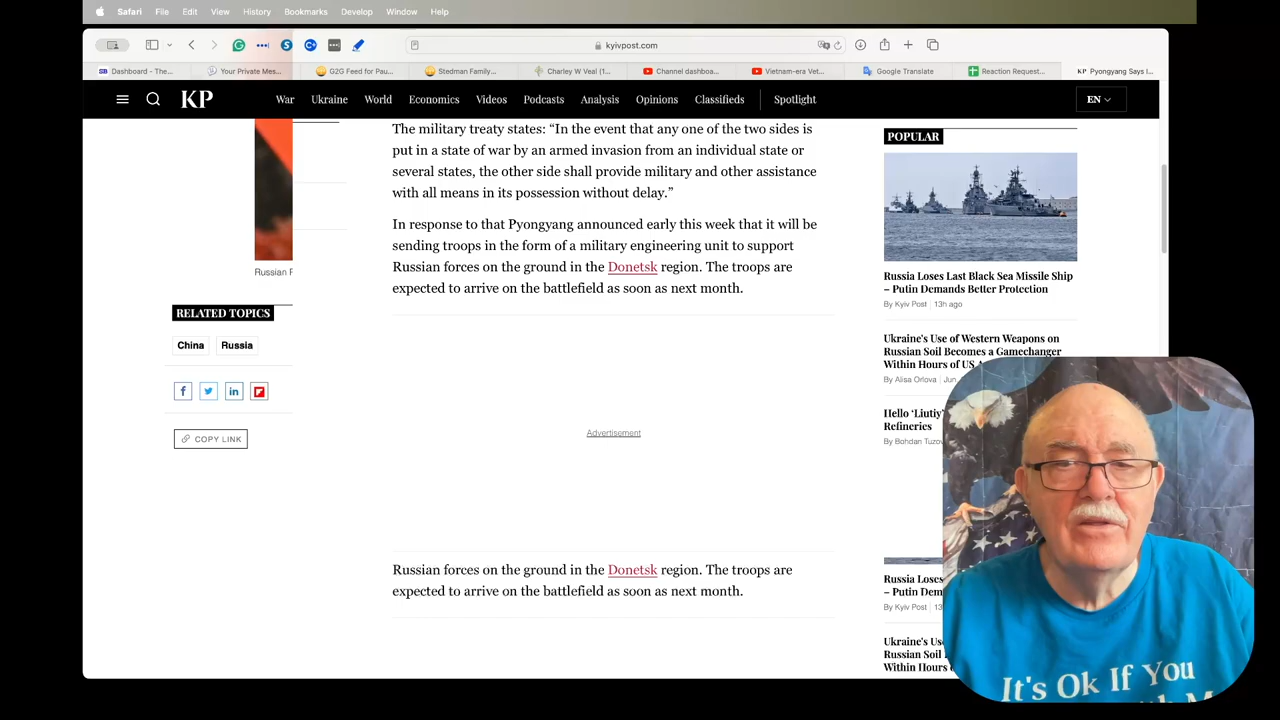 Safari File Edit View History Bookmarks Develop Window Help
kyivpost.com
Dashboard - The...
Your Private Mes...
G2G Feed for Pau...
Stedman Family...
Charley W Veal (1...
Channel dashboa...
Vietnam-era Vet...
Google Translate
Reaction Request...
KP Pyongyang Says I...
KP
War Ukraine World Economics Videos Podcasts Analysis Opinions Classifieds Spotlight
EN
The military treaty states: “In the event that any one of the two sides is
put in a state of war by an armed invasion from an individual state or
several states, the other side shall provide military and other assistance
with all means in its possession without delay.”
In response to that Pyongyang announced early this week that it will be
sending troops in the form of a military engineering unit to support
Russian forces on the ground in the Donetsk region. The troops are
expected to arrive on the battlefield as soon as next month.
Advertisement
Russian forces on the ground in the Donetsk region. The troops are
expected to arrive on the battlefield as soon as next month.
Russian F
RELATED TOPICS
China Russia
COPY LINK
POPULAR
Russia Loses Last Black Sea Missile Ship
– Putin Demands Better Protection
By Kyiv Post 13h ago
Ukraine's Use of Western Weapons on
Russian Soil Becomes a Gamechanger
Within Hours of US A
By Alisa Orlova Jun.
Hello ‘Liutiy’
Refineries
By Bohdan Tuzov
Russia Loses
– Putin Dem
By Kyiv Post 13
Ukraine's Us
Russian Soil
Within Hours
It's Ok If You